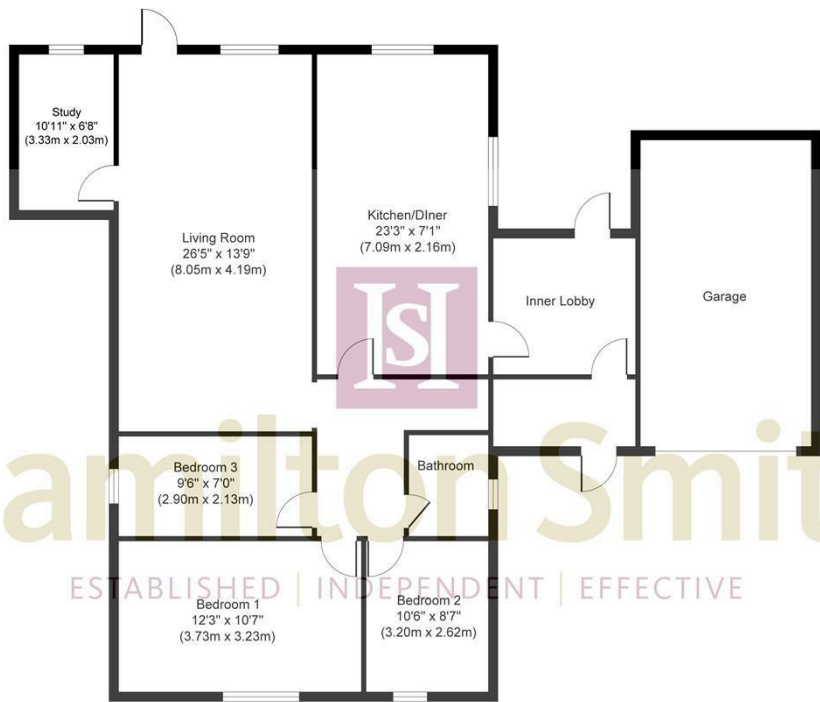 Study
10'11" x 6'8"
(3.33m x 2.03m)
Living Room
26'5" x 13'9"
(8.05m x 4.19m)
Kitchen/DIner
23'3" x 7'1"
(7.09m x 2.16m)
Inner Lobby
Garage
HS
Bedroom 3
9'6" x 7'0"
(2.90m x 2.13m)
Bathroom
amilton Smit
ESTABLISHED | INDEPENDENT | EFFECTIVE
Bedroom 1
12'3" x 10'7"
(3.73m x 3.23m)
Bedroom 2
10'6" x 8'7"
(3.20m x 2.62m)